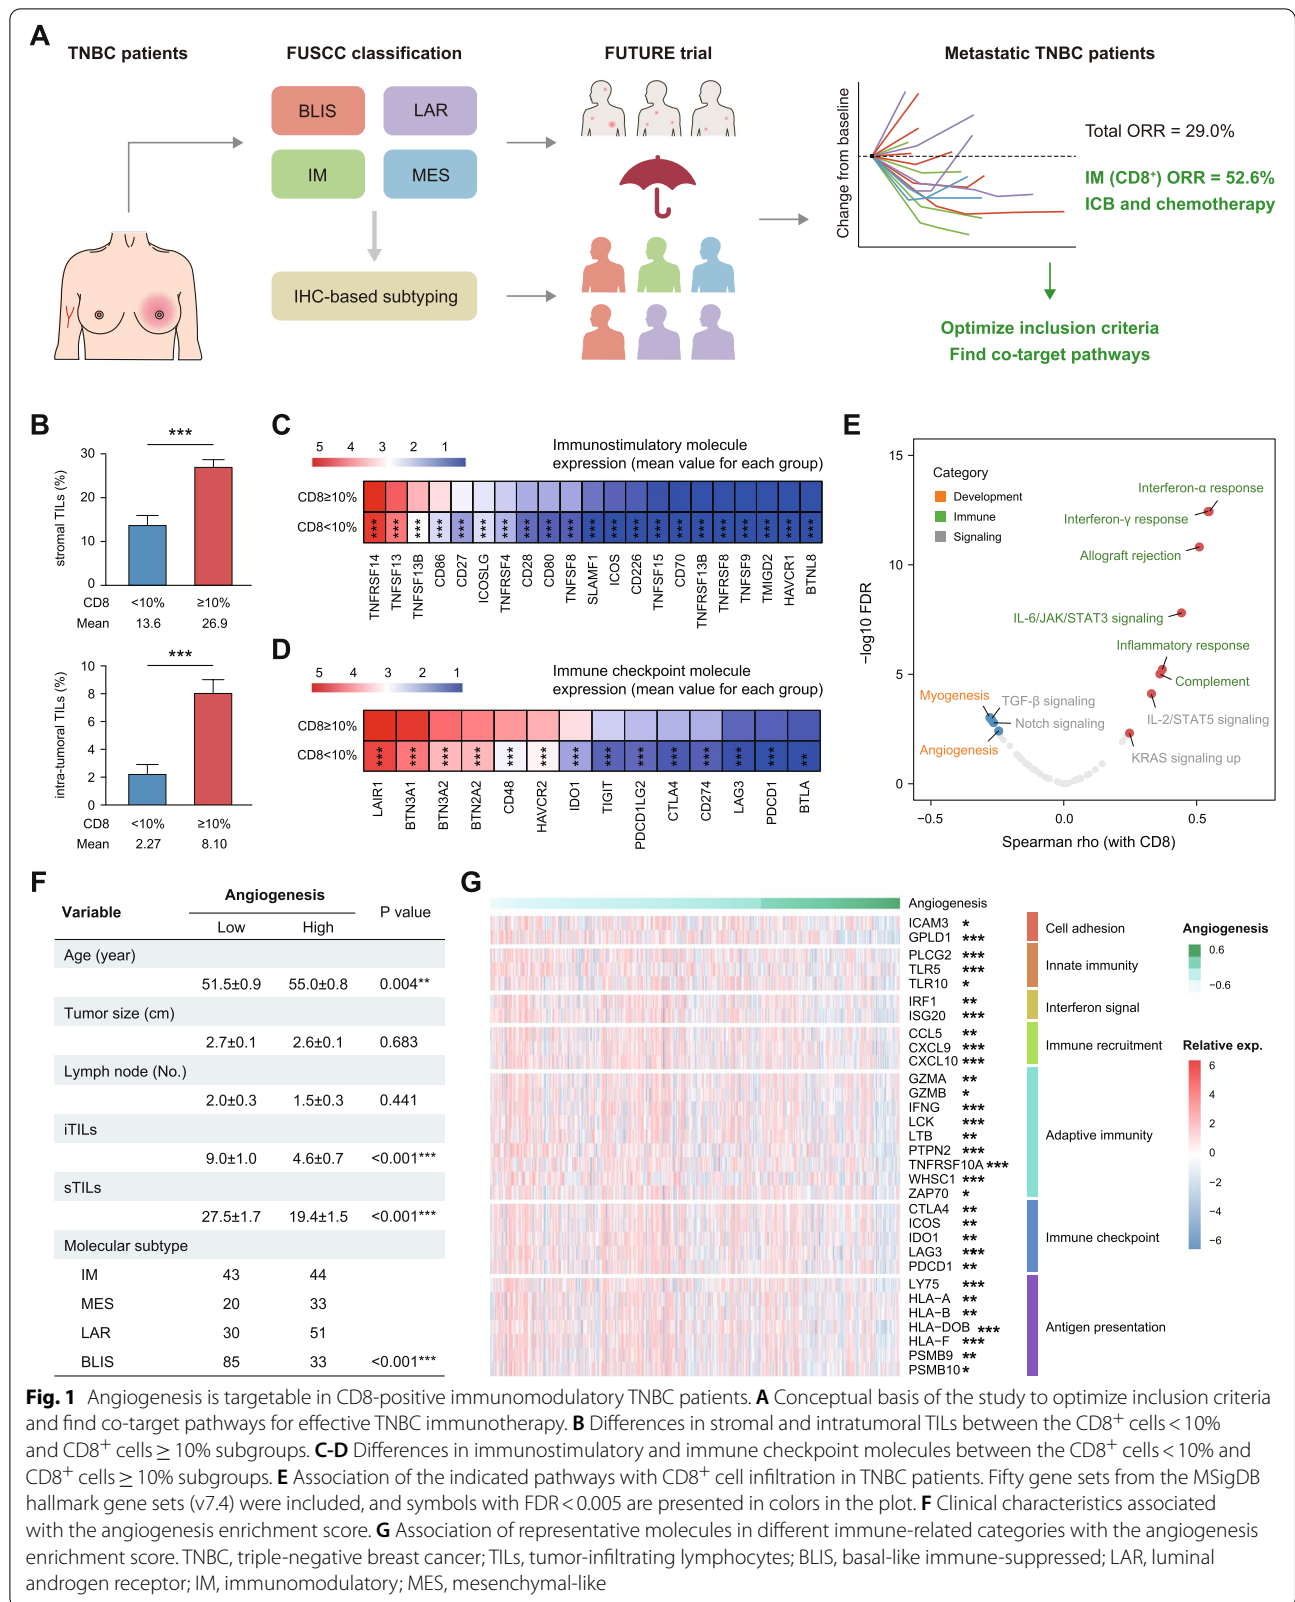 A
TNBC patients
FUSCC classification
FUTURE trial
Metastatic TNBC patients
BLIS
LAR
IM
MES
IHC-based subtyping
Change from baseline
Total ORR = 29.0%
IM (CD8⁺) ORR = 52.6%
ICB and chemotherapy
Optimize inclusion criteria
Find co-target pathways
B
***
stromal TILs (%)
30
20
10
0
CD8 <10% ≥10%
Mean 13.6 26.9
***
intra-tumoral TILs (%)
10
8
6
4
2
0
CD8 <10% ≥10%
Mean 2.27 8.10
C
5 4 3 2 1
Immunostimulatory molecule
expression (mean value for each group)
CD8≥10%
CD8<10%
*** *** *** *** *** *** *** *** *** *** *** *** *** *** *** *** *** *** *** *** ***
TNFRSF14
TNFSF13
TNFSF13B
CD86
CD27
ICOSLG
TNFRSF4
CD28
CD80
TNFSF8
SLAMF1
ICOS
CD226
TNFSF15
CD70
TNFRSF13B
TNFRSF8
TNFSF9
TMIGD2
HAVCR1
BTNL8
D
5 4 3 2 1
Immune checkpoint molecule
expression (mean value for each group)
CD8≥10%
CD8<10%
*** *** *** *** *** *** *** *** *** *** *** *** *** **
LAIR1
BTN3A1
BTN3A2
BTN2A2
CD48
HAVCR2
IDO1
TIGIT
PDCD1LG2
CTLA4
CD274
LAG3
PDCD1
BTLA
E
−log10 FDR
15
10
5
0
Category
Development
Immune
Signaling
Interferon-α response
Interferon-γ response
Allograft rejection
IL-6/JAK/STAT3 signaling
Inflammatory response
Complement
Myogenesis
TGF-β signaling
IL-2/STAT5 signaling
Notch signaling
Angiogenesis
KRAS signaling up
−0.5 0.0 0.5
Spearman rho (with CD8)
F
Angiogenesis
Variable P value
Low High
Age (year)
51.5±0.9 55.0±0.8 0.004**
Tumor size (cm)
2.7±0.1 2.6±0.1 0.683
Lymph node (No.)
2.0±0.3 1.5±0.3 0.441
iTILs
9.0±1.0 4.6±0.7 <0.001***
sTILs
27.5±1.7 19.4±1.5 <0.001***
Molecular subtype
IM 43 44
MES 20 33
LAR 30 51
BLIS 85 33 <0.001***
G
Angiogenesis
ICAM3 *
GPLD1 ***
PLCG2 ***
TLR5 ***
TLR10 *
IRF1 **
ISG20 ***
CCL5 **
CXCL9 ***
CXCL10 ***
GZMA **
GZMB *
IFNG ***
LCK ***
LTB **
PTPN2 ***
TNFRSF10A ***
WHSC1 ***
ZAP70 *
CTLA4 **
ICOS **
IDO1 **
LAG3 ***
PDCD1 **
LY75 ***
HLA−A **
HLA−B **
HLA−DOB ***
HLA−F ***
PSMB9 **
PSMB10 *
Cell adhesion
Innate immunity
Interferon signal
Immune recruitment
Adaptive immunity
Immune checkpoint
Antigen presentation
Angiogenesis
0.6
−0.6
Relative exp.
6
4
2
0
−2
−4
−6
Fig. 1 Angiogenesis is targetable in CD8-positive immunomodulatory TNBC patients. A Conceptual basis of the study to optimize inclusion criteria
and find co-target pathways for effective TNBC immunotherapy. B Differences in stromal and intratumoral TILs between the CD8⁺ cells < 10%
and CD8⁺ cells ≥ 10% subgroups. C-D Differences in immunostimulatory and immune checkpoint molecules between the CD8⁺ cells < 10% and
CD8⁺ cells ≥ 10% subgroups. E Association of the indicated pathways with CD8⁺ cell infiltration in TNBC patients. Fifty gene sets from the MSigDB
hallmark gene sets (v7.4) were included, and symbols with FDR < 0.005 are presented in colors in the plot. F Clinical characteristics associated
with the angiogenesis enrichment score. G Association of representative molecules in different immune-related categories with the angiogenesis
enrichment score. TNBC, triple-negative breast cancer; TILs, tumor-infiltrating lymphocytes; BLIS, basal-like immune-suppressed; LAR, luminal
androgen receptor; IM, immunomodulatory; MES, mesenchymal-like